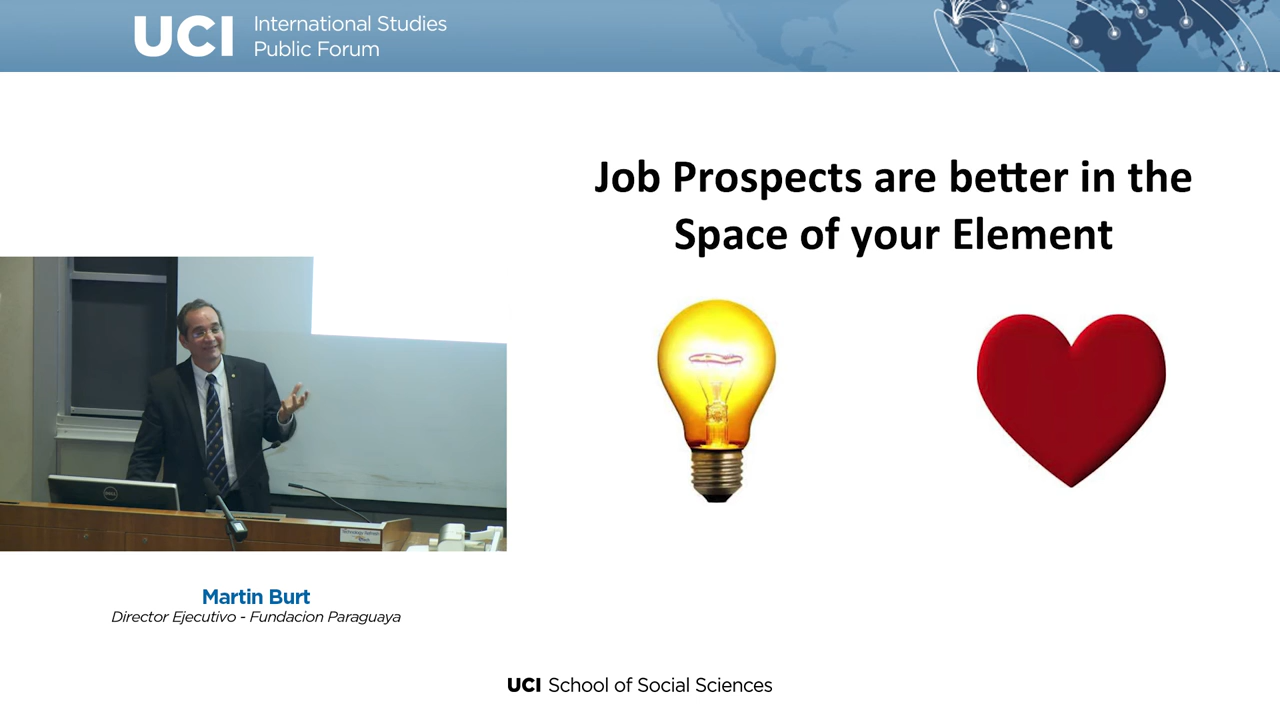 UCI International Studies
Public Forum
Job Prospects are better in the
Space of your Element
DELL
Martin Burt
Director Ejecutivo - Fundacion Paraguaya
UCI School of Social Sciences